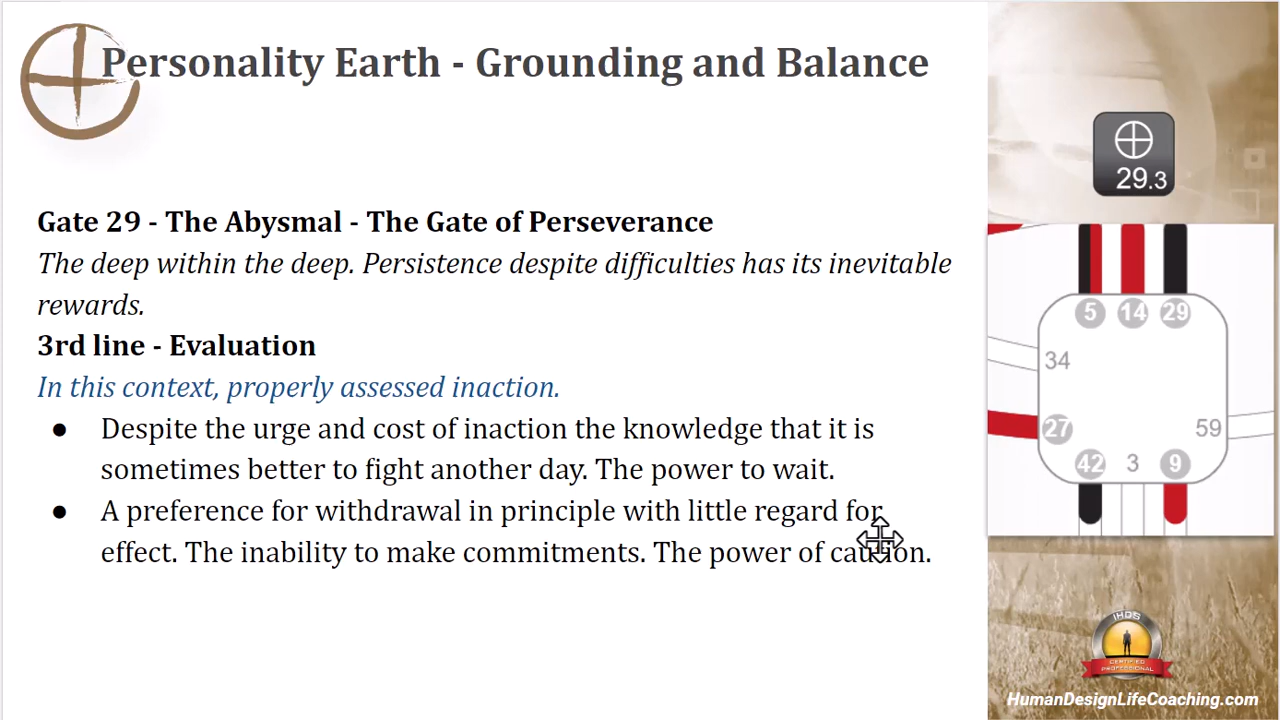 Personality Earth - Grounding and Balance
29.3
Gate 29 - The Abysmal - The Gate of Perseverance
The deep within the deep. Persistence despite difficulties has its inevitable
rewards.
3rd line - Evaluation
In this context, properly assessed inaction.
● Despite the urge and cost of inaction the knowledge that it is
sometimes better to fight another day. The power to wait.
● A preference for withdrawal in principle with little regard for
effect. The inability to make commitments. The power of caution.
5 14 29
34
27 59
42 3 9
IHDS
CERTIFIED
PROFESSIONAL
HumanDesignLifeCoaching.com